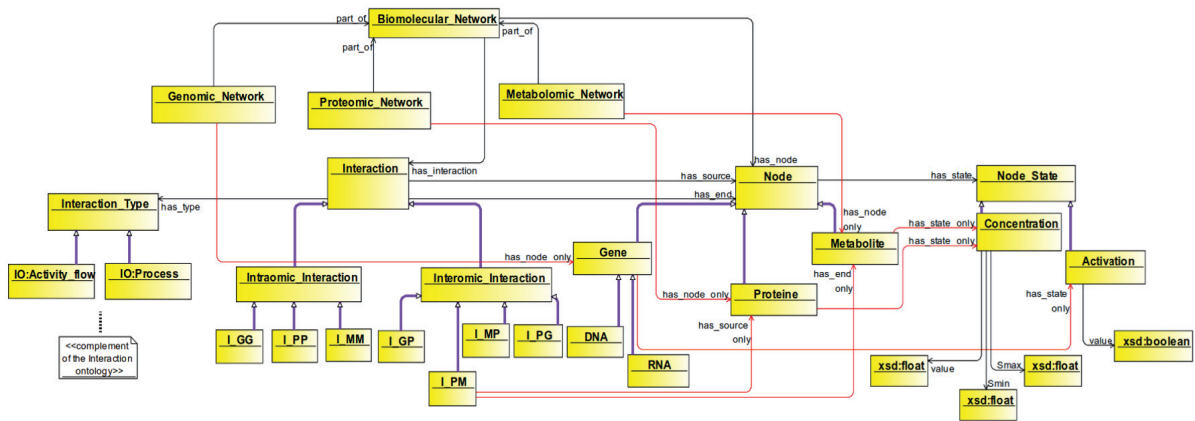 Biomolecular_Network
part_of
part_of
part_of
Genomic_Network
Proteomic_Network
Metabolomic_Network
Interaction
has_interaction
has_source
has_end
has_node
Node
has_state
Node_State
Interaction_Type
has_type
has_node
only
has_state_only
has_state_only
Concentration
Metabolite
IO:Activity_flow
IO:Process
Intraomic_Interaction
Interomic_Interaction
has_node_only
Gene
has_end
only
Activation
has_node_only
Proteine
has_source
only
has_state
only
<<complement
of the Interaction
ontology>>
I_GG
I_PP
I_MM
I_GP
I_MP
I_PG
DNA
RNA
I_PM
value
xsd:boolean
xsd:float
value
Smax
xsd:float
Smin
xsd:float